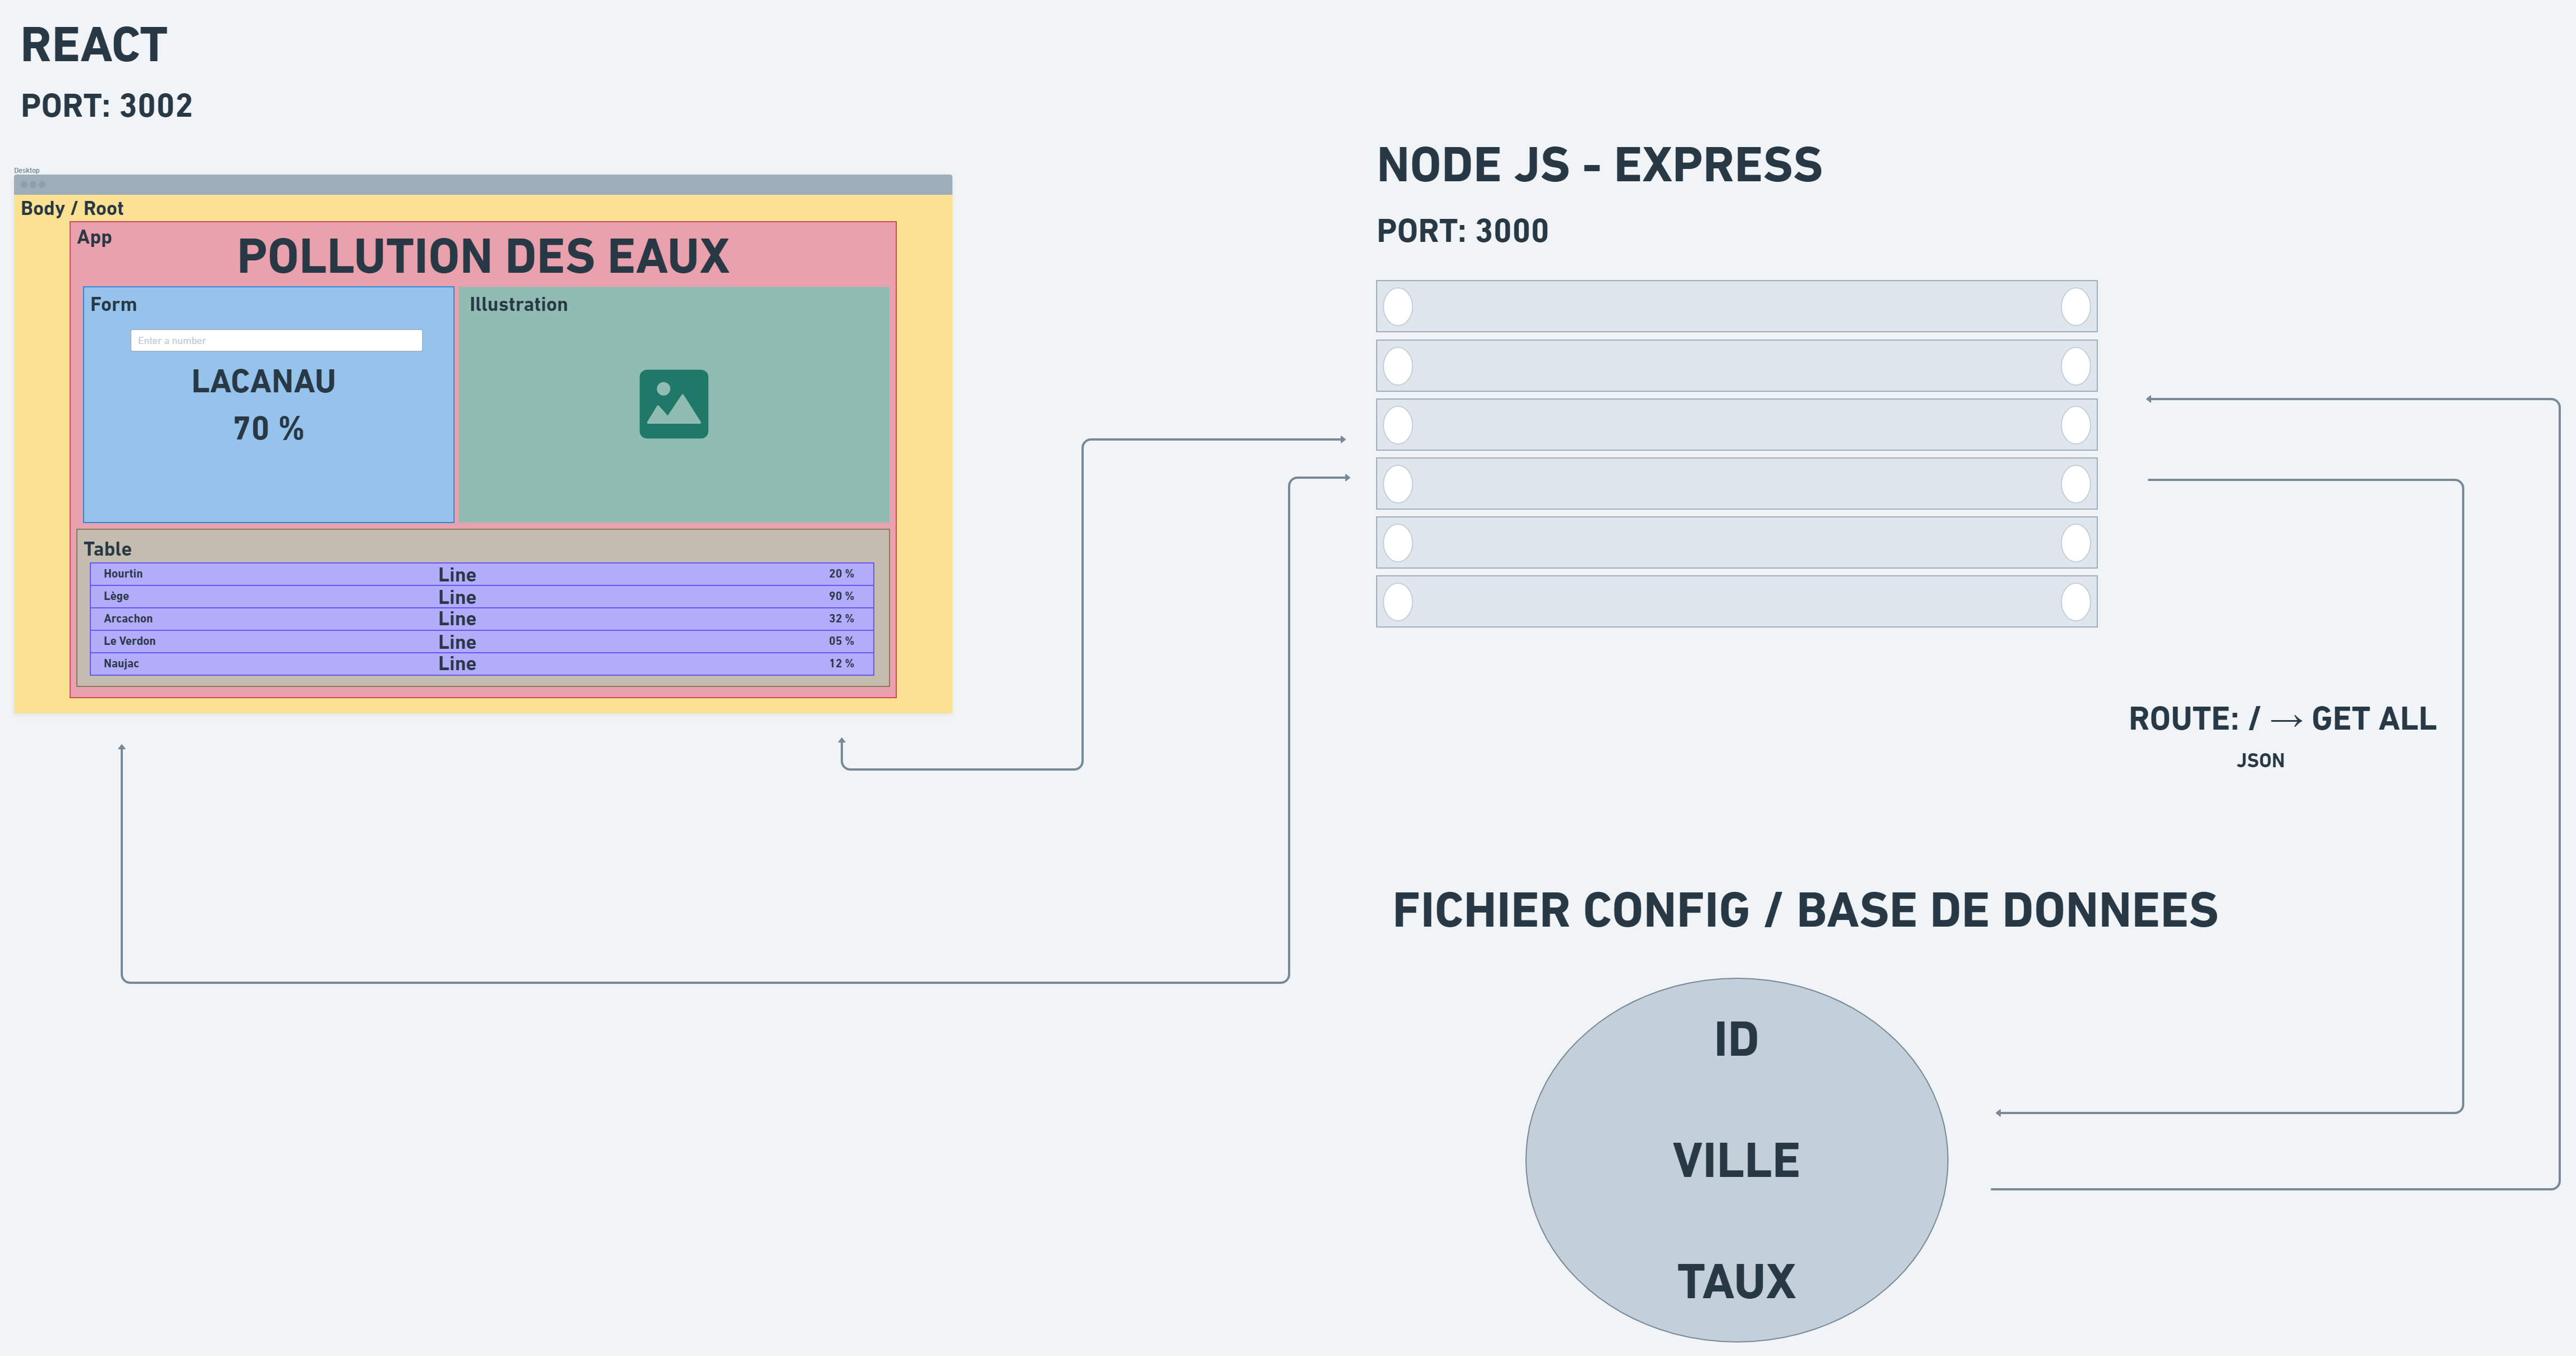 REACT
PORT: 3002
Desktop
Body / Root
App
POLLUTION DES EAUX
Form
Enter a number
LACANAU
70 %
Illustration
Table
Hourtin Line 20 %
Lège Line 90 %
Arcachon Line 32 %
Le Verdon Line 05 %
Naujac Line 12 %
NODE JS - EXPRESS
PORT: 3000
ROUTE: / → GET ALL
JSON
FICHIER CONFIG / BASE DE DONNEES
ID
VILLE
TAUX